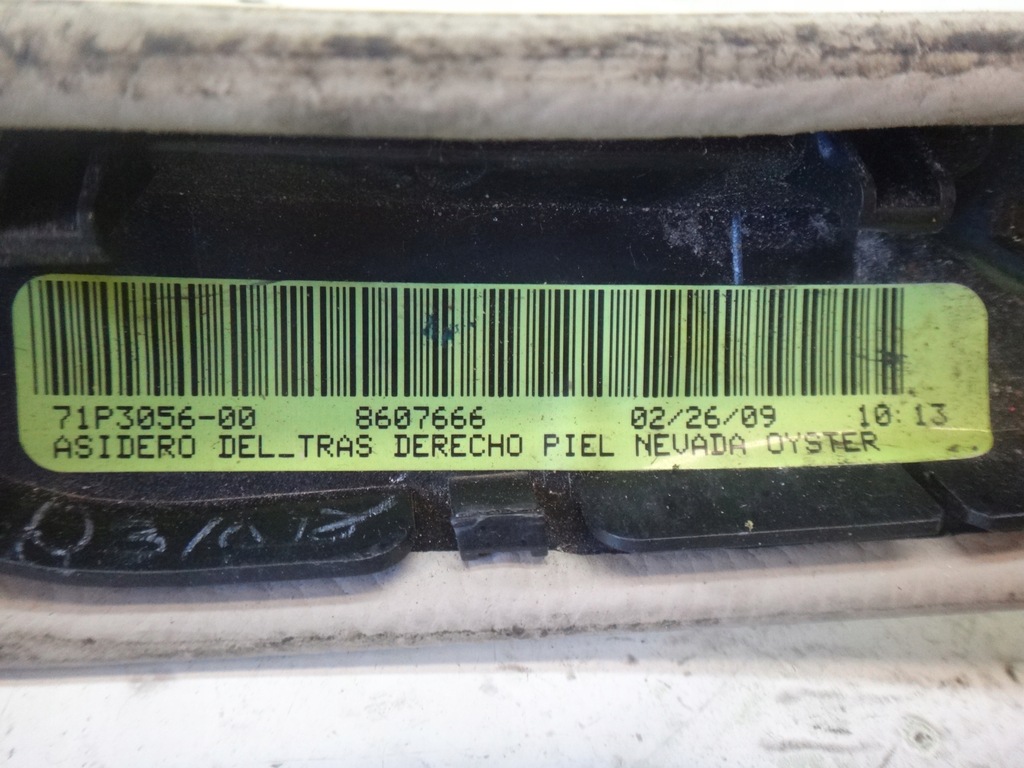 71P3056-00 8607666 02/26/09 10:13
ASIDERO DEL_TRAS DERECHO PIEL NEVADA OYSTER